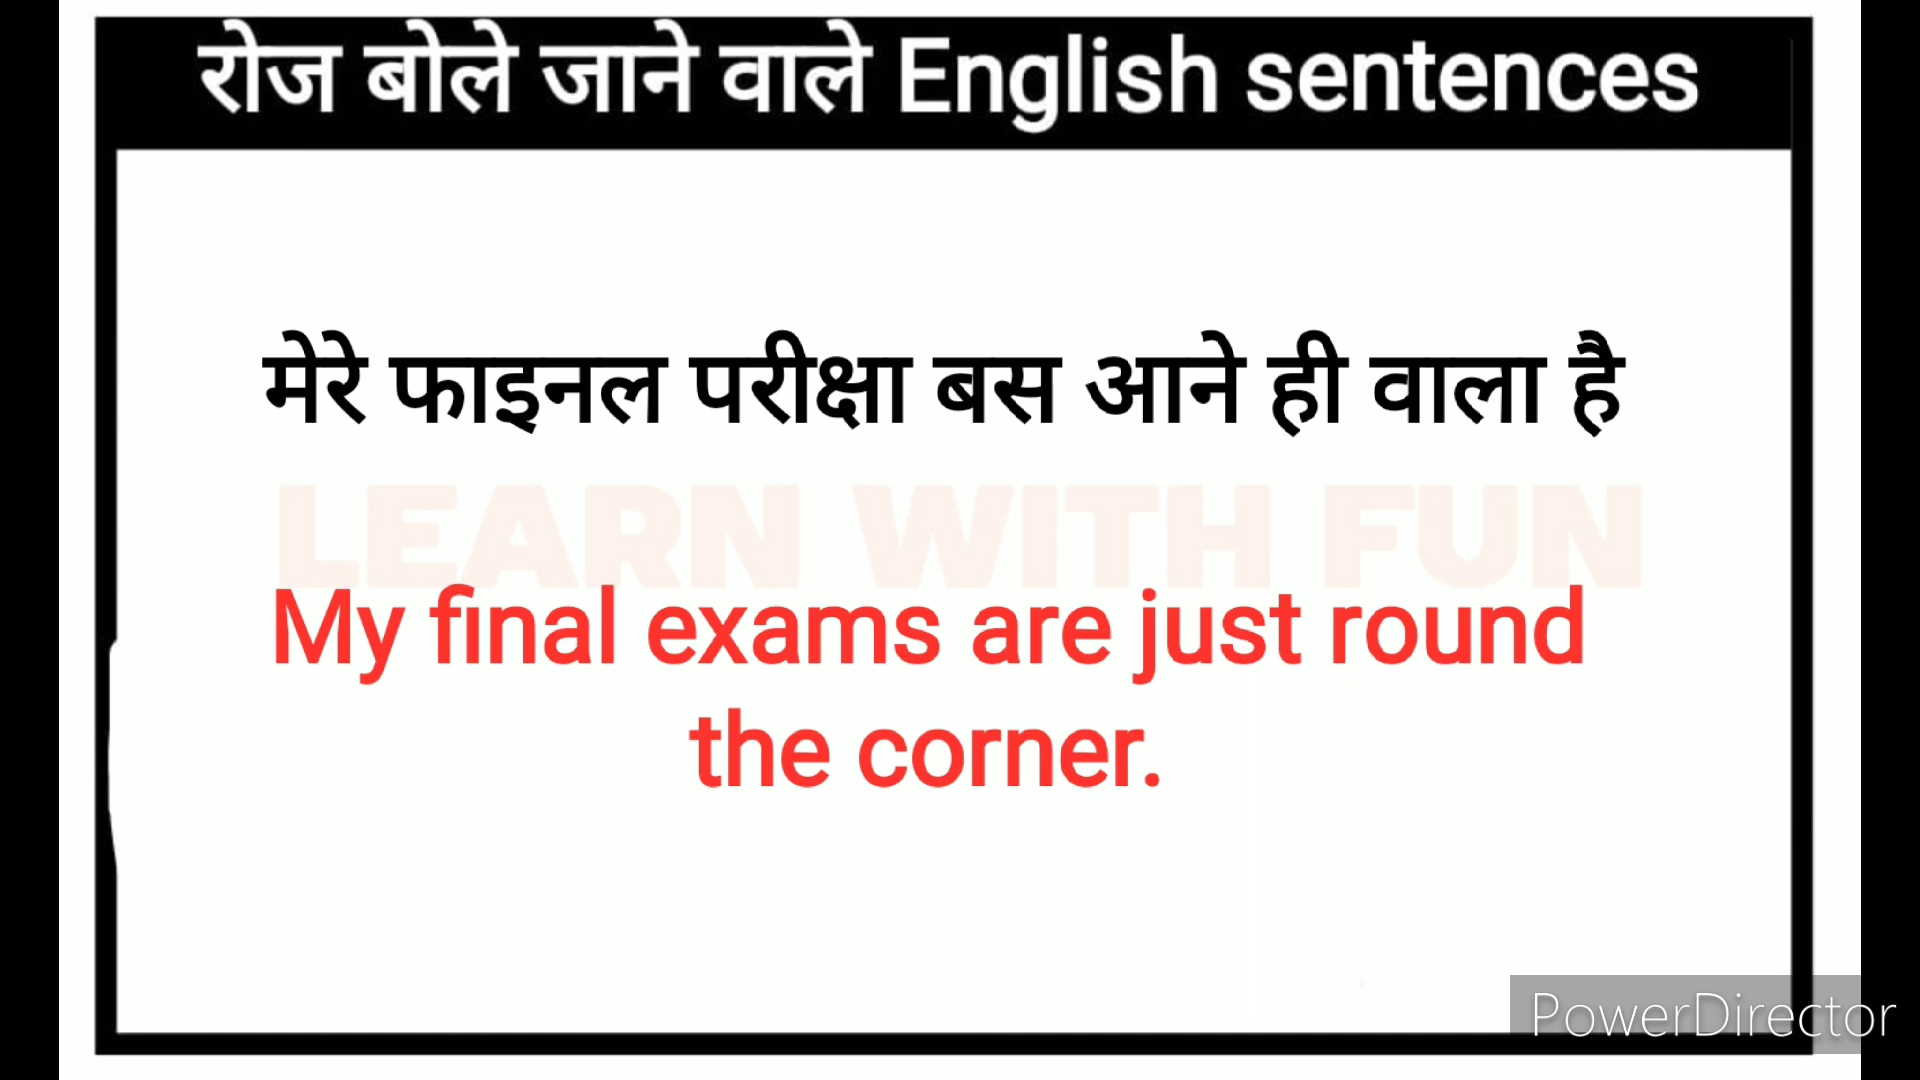 रोज बोले जाने वाले English sentences
मेरे फाइनल परीक्षा बस आने ही वाला है
LEARN WITH FUN
My final exams are just round
the corner.
PowerDirector